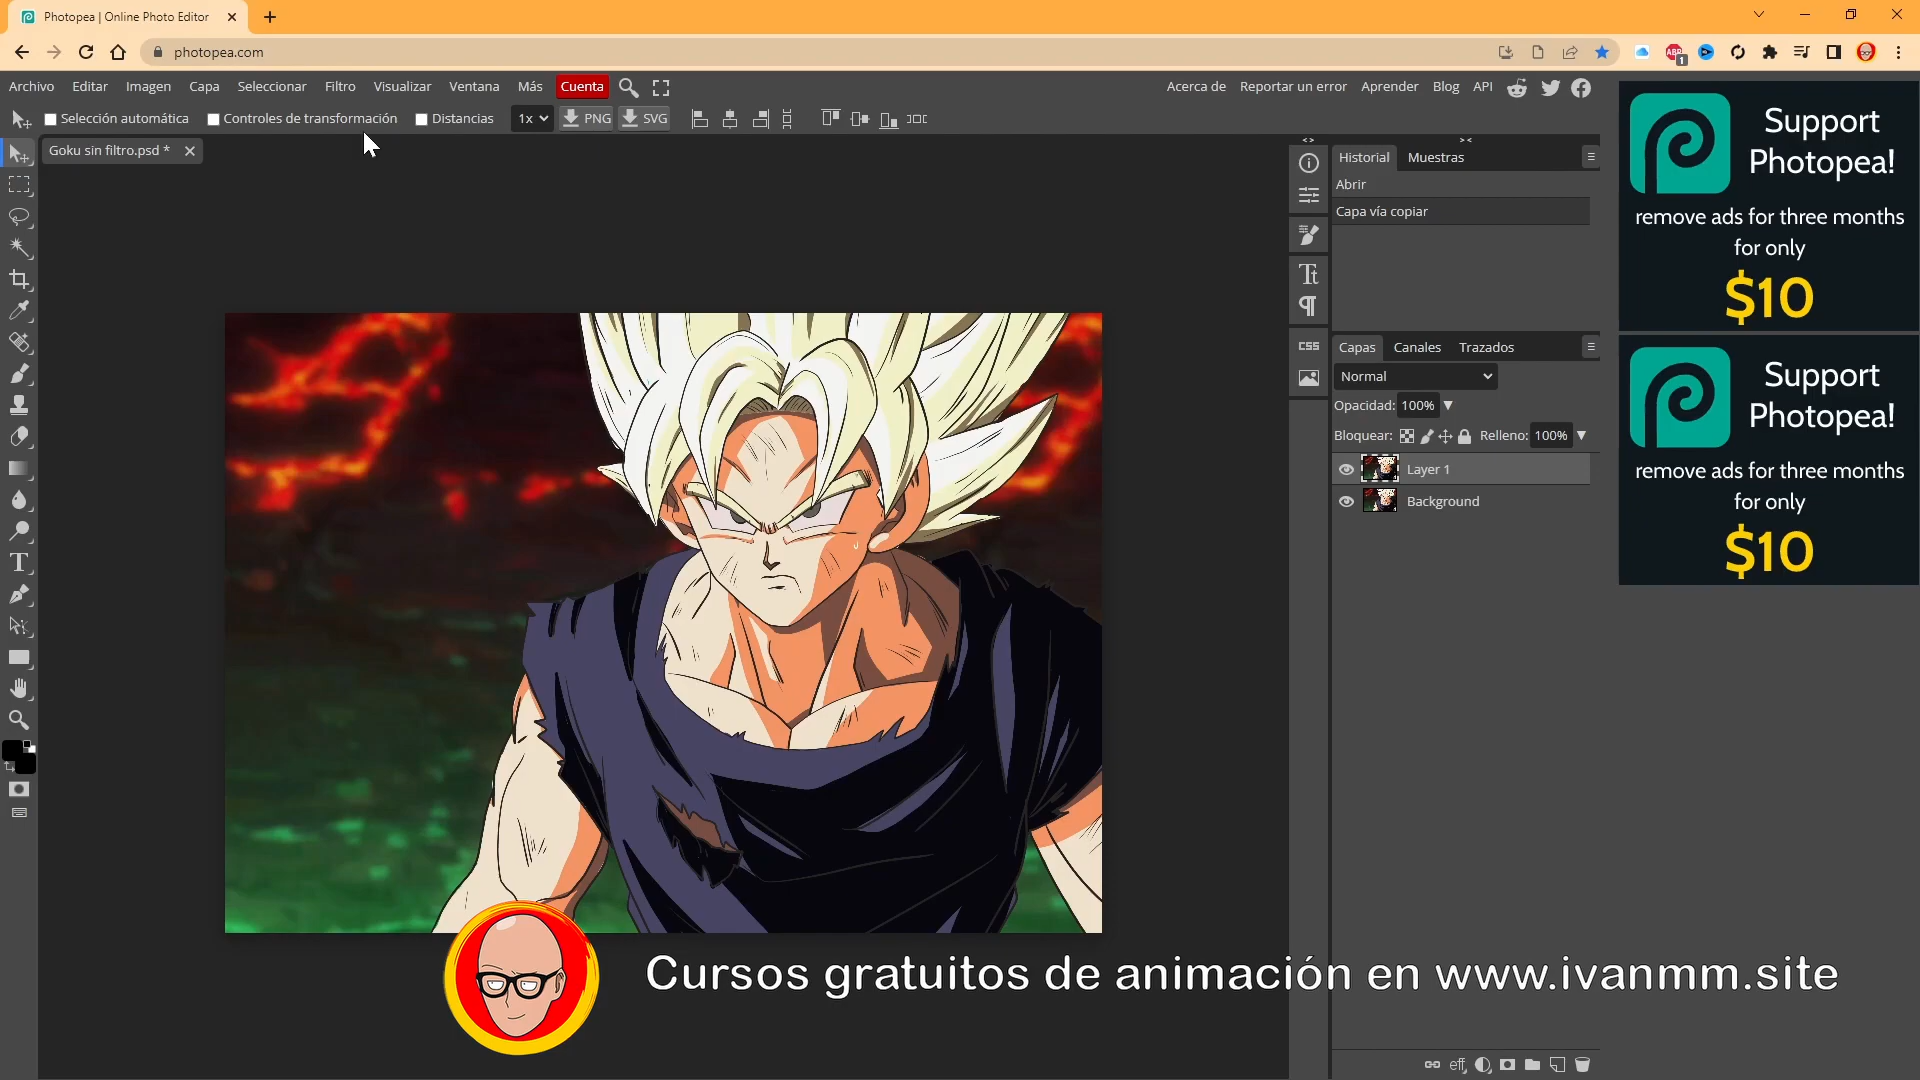 Photopea | Online Photo Editor
photopea.com
ABP
1
Archivo Editar Imagen Capa Seleccionar Filtro Visualizar Ventana Más Cuenta
Acerca de Reportar un error Aprender Blog API
Selección automática Controles de transformación Distancias 1x PNG SVG
Goku sin filtro.psd *
Historial Muestras
Abrir
Capa vía copiar
CSS
Capas Canales Trazados
Normal
Opacidad: 100%
Bloquear: Relleno: 100%
Layer 1
Background
eff
Support
Photopea!
remove ads for three months
for only
$10
Support
Photopea!
remove ads for three months
for only
$10
Cursos gratuitos de animación en www.ivanmm.site